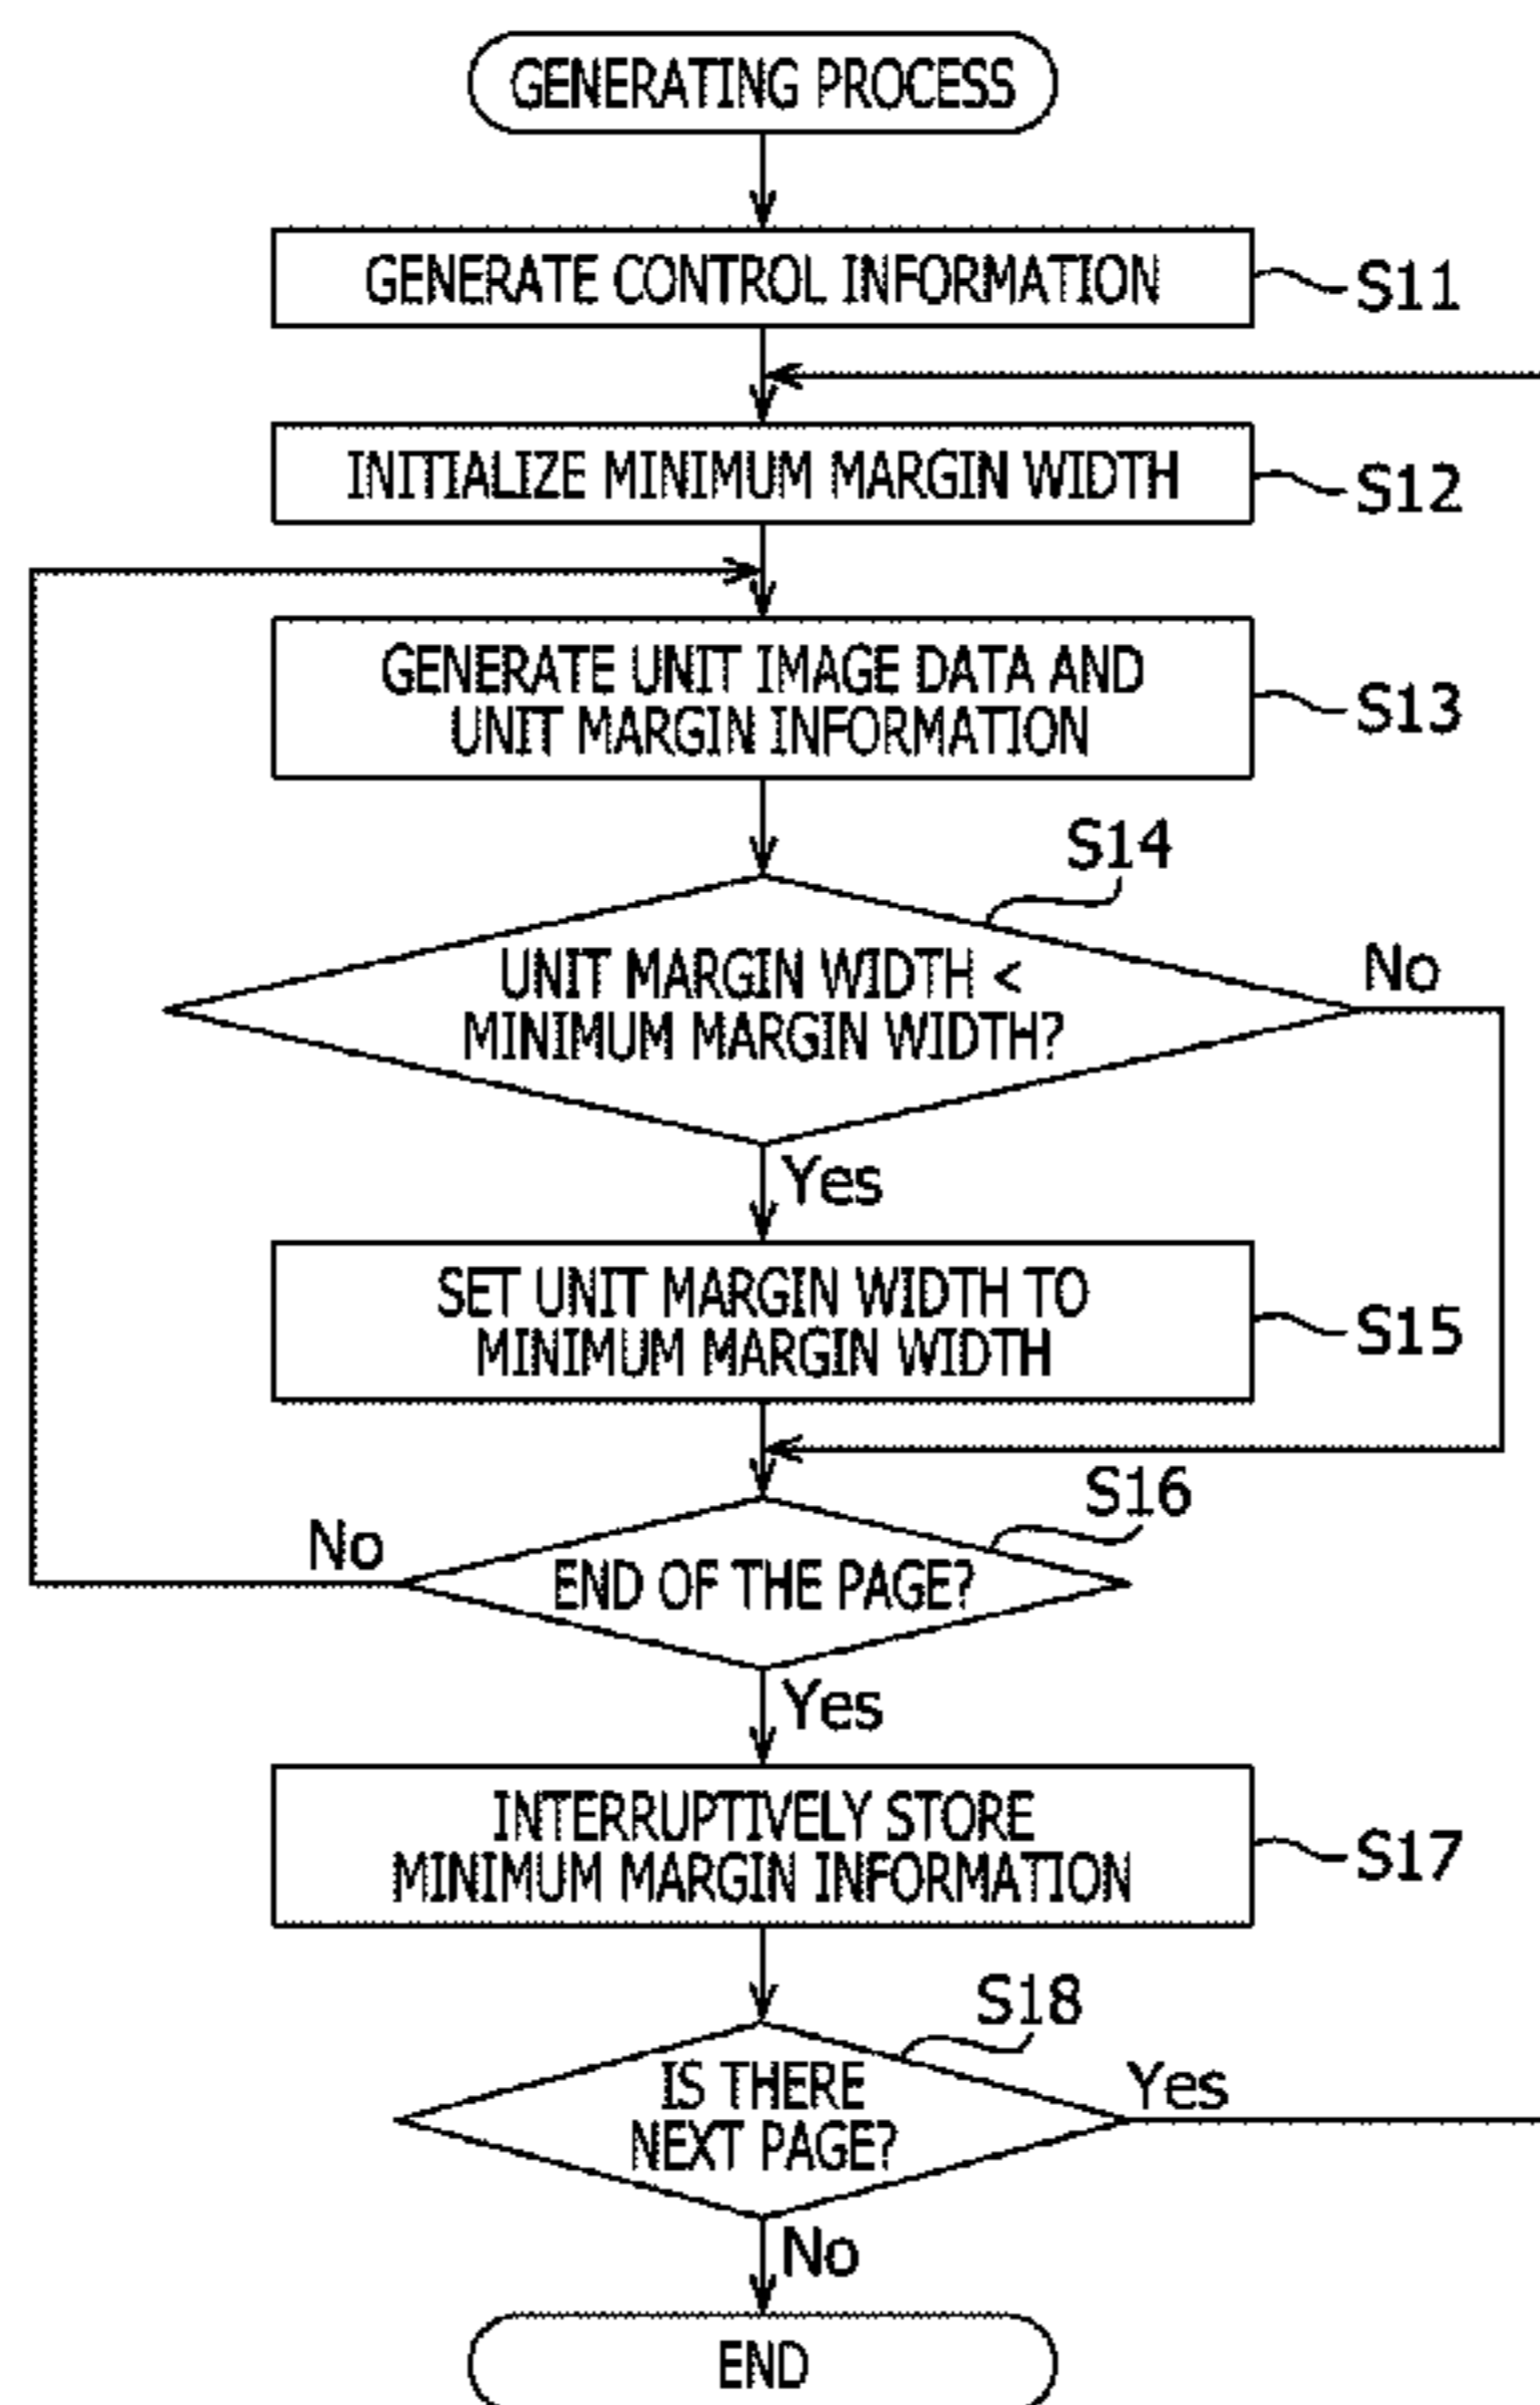 GENERATING PROCESS
GENERATE CONTROL INFORMATION
S11
INITIALIZE MINIMUM MARGIN WIDTH
S12
GENERATE UNIT IMAGE DATA AND
UNIT MARGIN INFORMATION
S13
S14
UNIT MARGIN WIDTH <
MINIMUM MARGIN WIDTH?
No
Yes
SET UNIT MARGIN WIDTH TO
MINIMUM MARGIN WIDTH
S15
S16
No
END OF THE PAGE?
Yes
INTERRUPTIVELY STORE
MINIMUM MARGIN INFORMATION
S17
S18
IS THERE
NEXT PAGE?
Yes
No
END